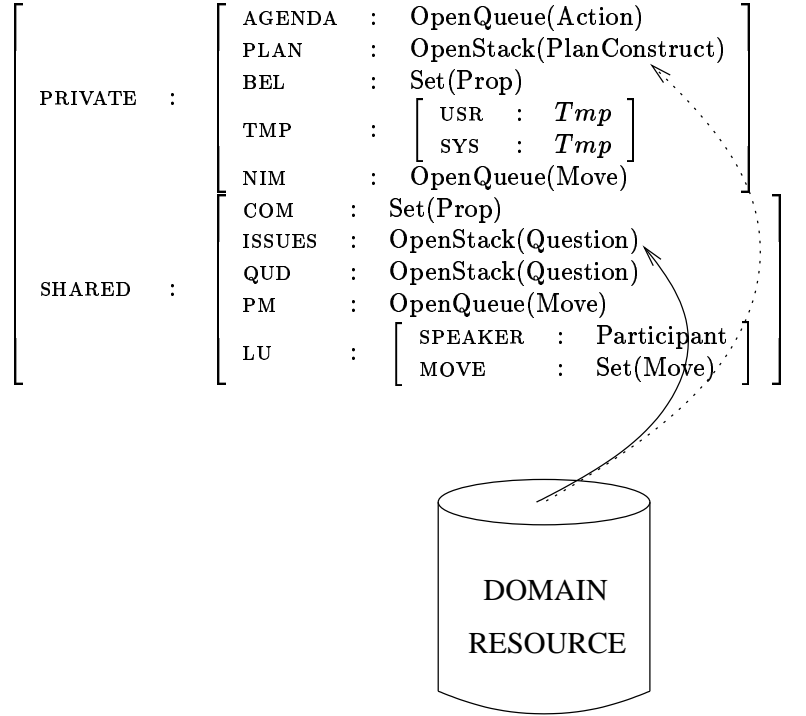 AGENDA : OpenQueue(Action)
PLAN : OpenStack(PlanConstruct)
BEL : Set(Prop)
PRIVATE :
TMP : USR : Tmp
SYS : Tmp
NIM : OpenQueue(Move)
COM : Set(Prop)
ISSUES : OpenStack(Question)
QUD : OpenStack(Question)
SHARED :
PM : OpenQueue(Move)
LU : SPEAKER : Participant
MOVE : Set(Move)
DOMAIN
RESOURCE